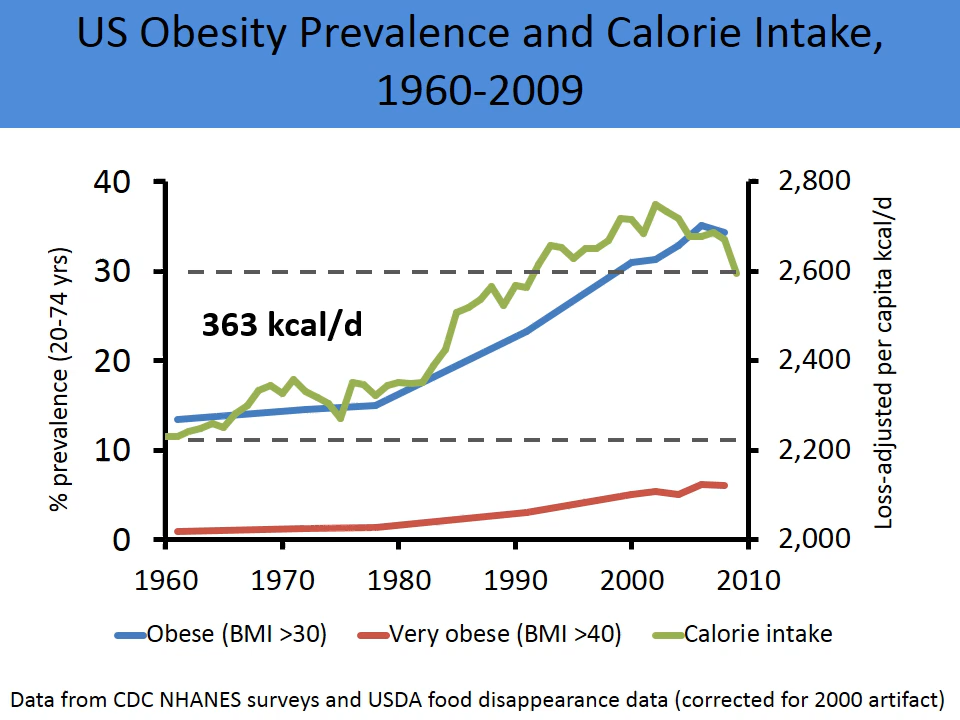 US Obesity Prevalence and Calorie Intake,
1960-2009
% prevalence (20-74 yrs)
40
30
20
10
0
363 kcal/d
2,800
2,600
2,400
2,200
2,000
Loss-adjusted per capita kcal/d
1960 1970 1980 1990 2000 2010
Obese (BMI >30) Very obese (BMI >40) Calorie intake
Data from CDC NHANES surveys and USDA food disappearance data (corrected for 2000 artifact)